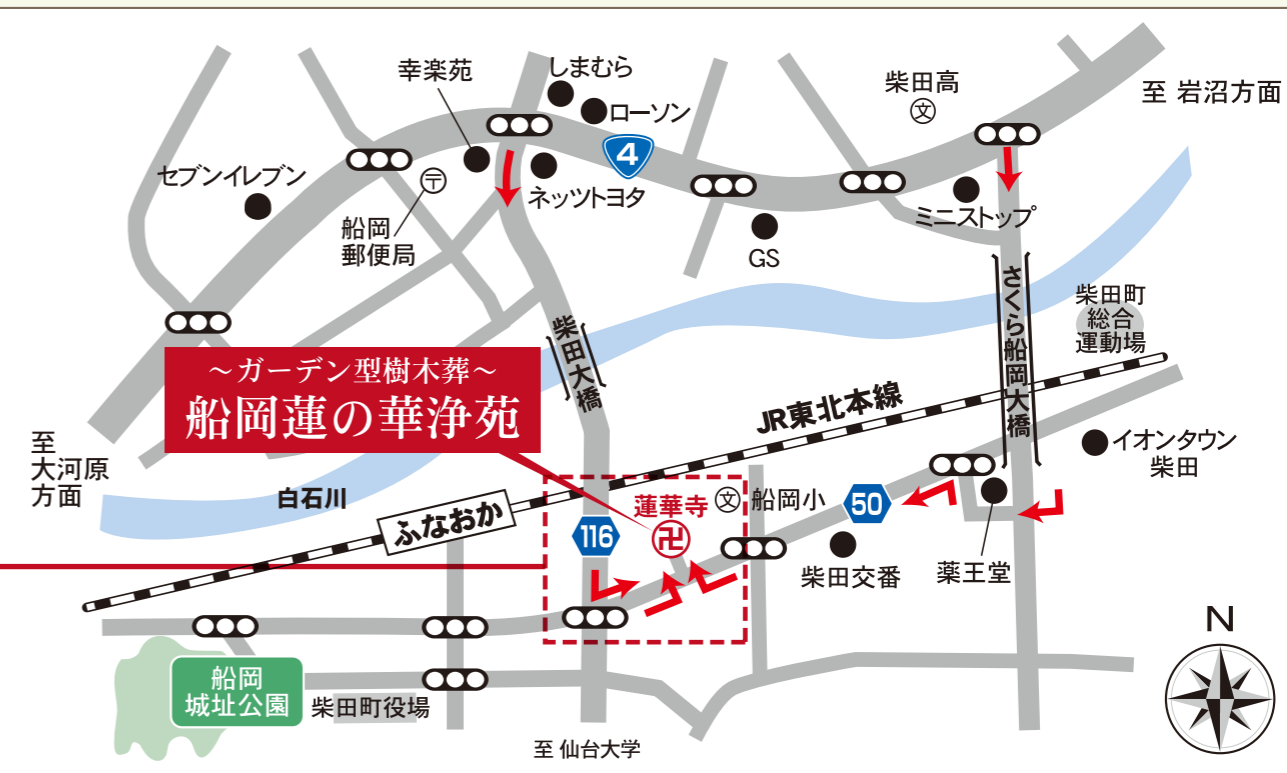 しまむら
幸楽苑
ローソン
柴田高
文
至 岩沼方面
4
セブンイレブン
〒
ネッツトヨタ
船岡
郵便局
ミニストップ
GS
さくら船岡大橋
柴田町
総合
運動場
柴田大橋
～ガーデン型樹木葬～
船岡蓮の華浄苑
JR東北本線
至
大河原
方面
イオンタウン
柴田
白石川
ふなおか
蓮華寺
卍
文
船岡小
50
116
柴田交番
薬王堂
N
船岡
城址公園
柴田町役場
至 仙台大学